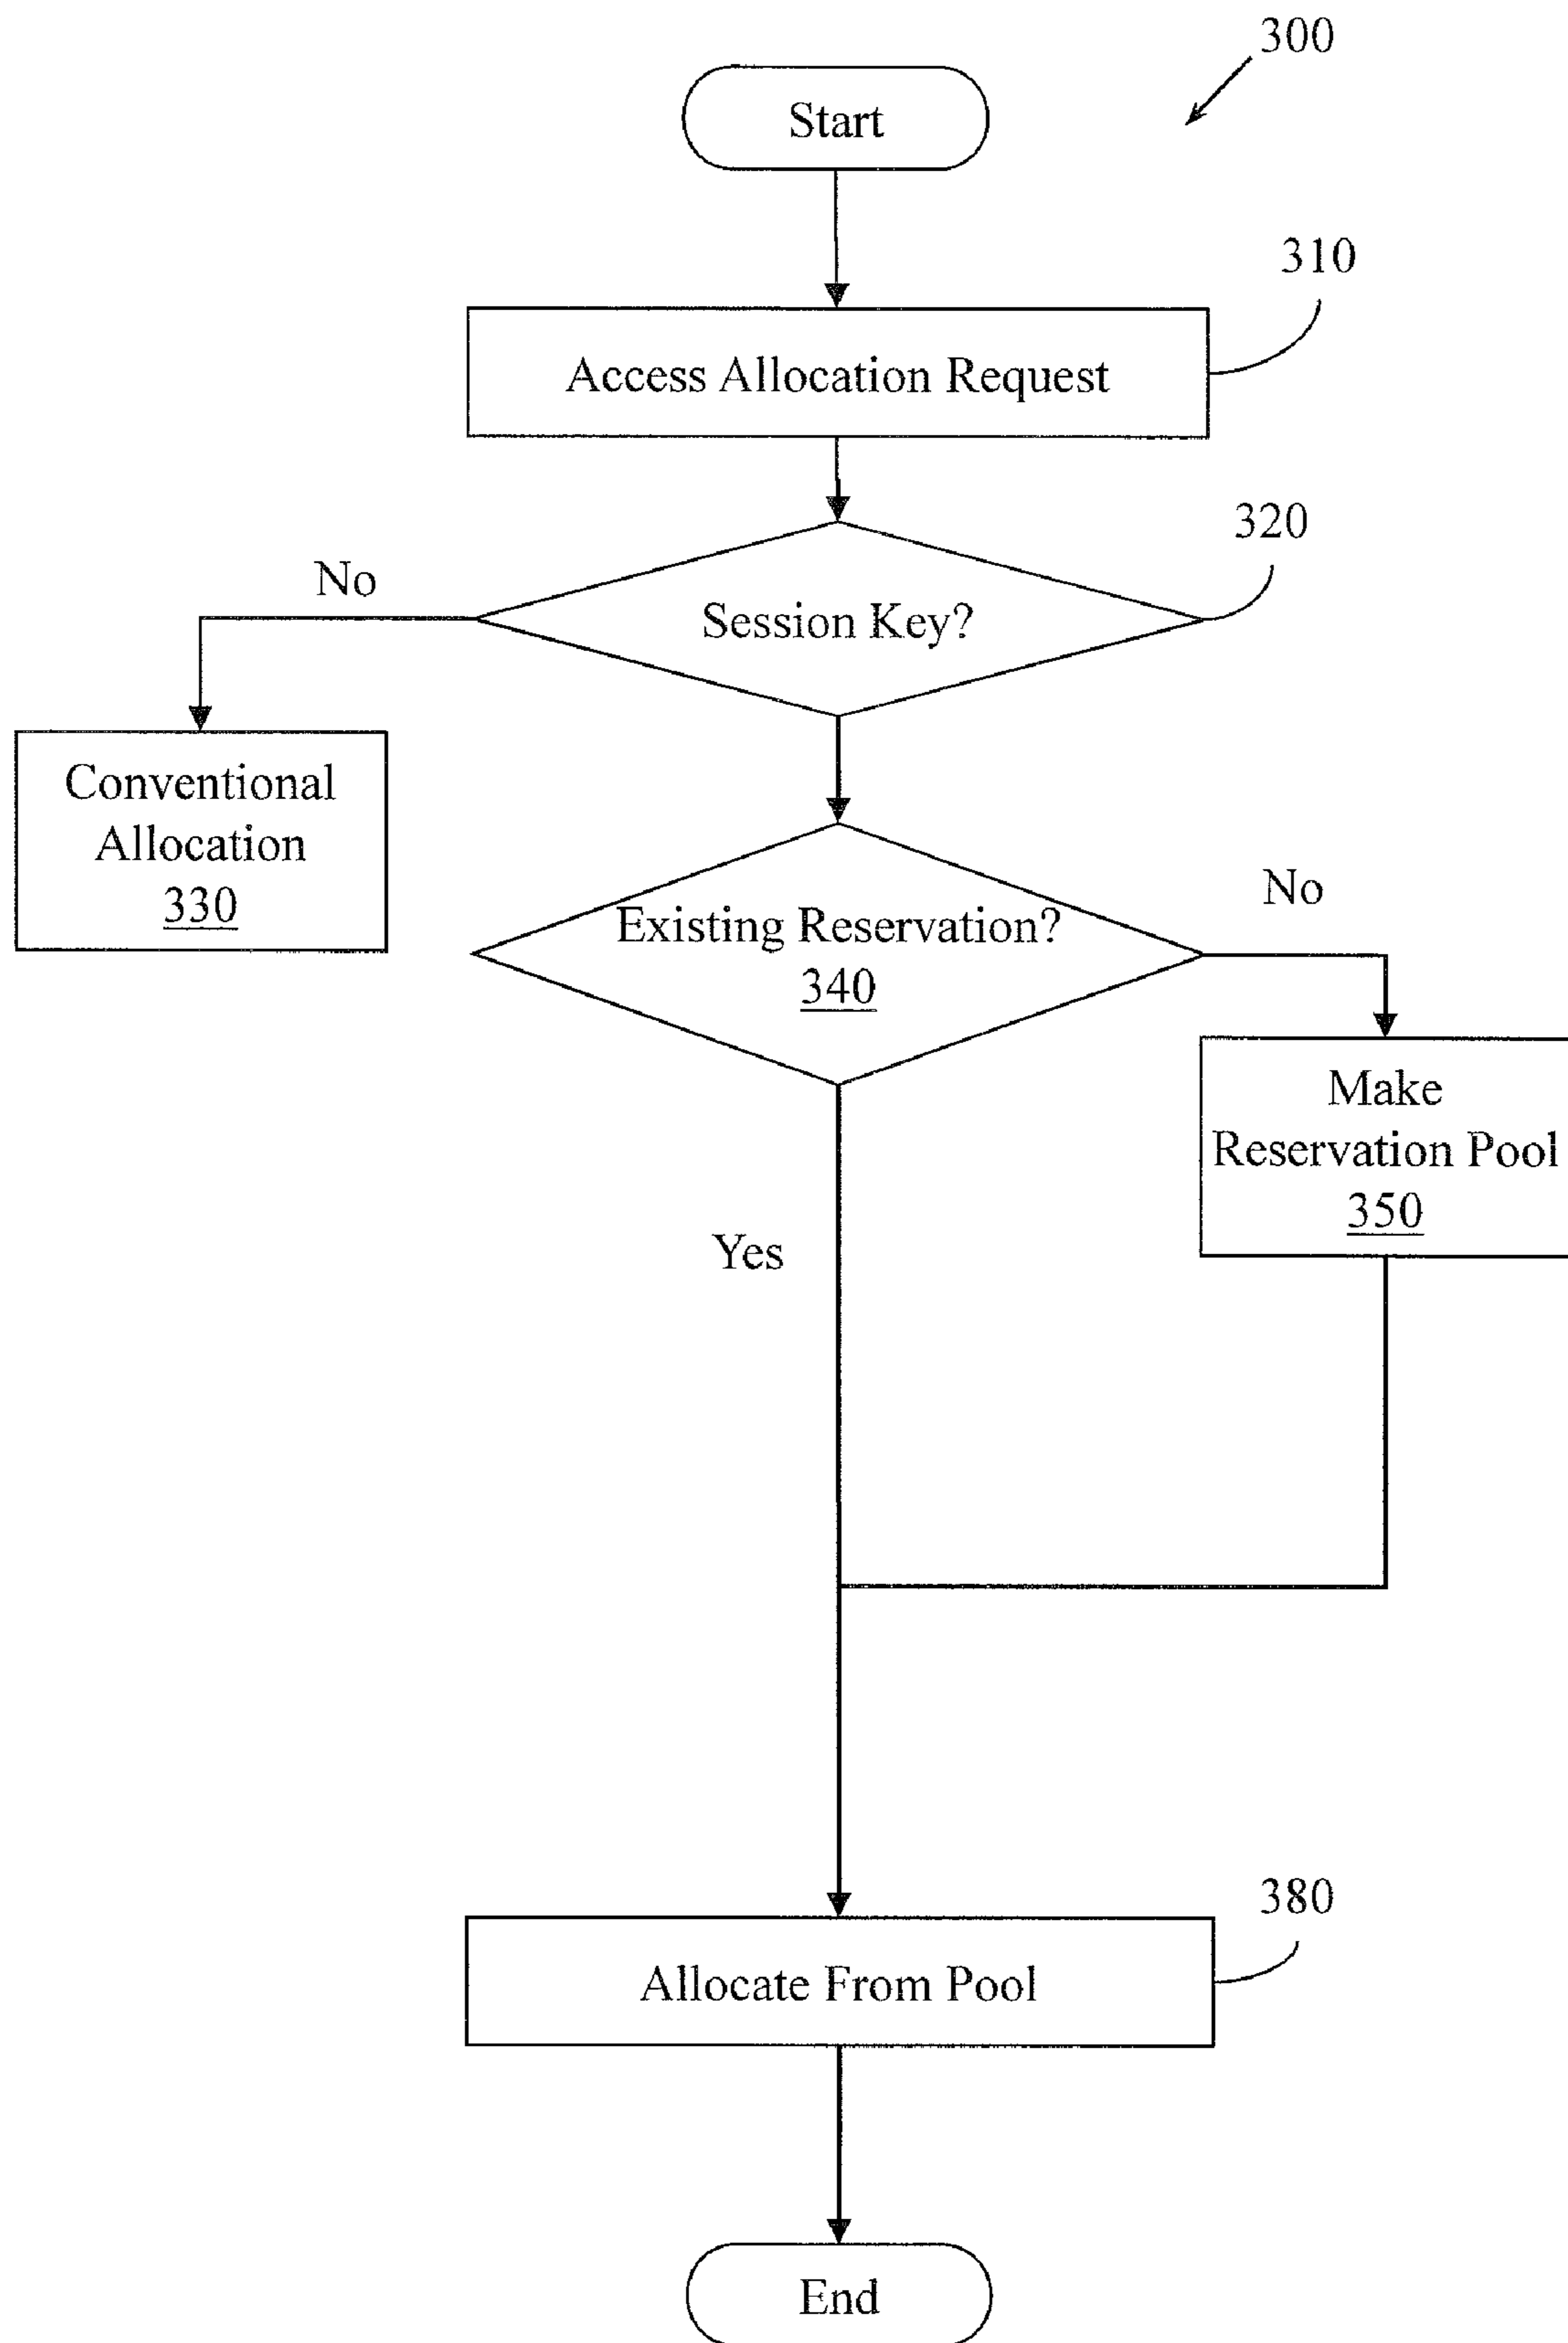 300
Start
310
Access Allocation Request
320
No
Session Key?
Conventional
Allocation
330
No
Existing Reservation?
340
Make
Reservation Pool
350
Yes
380
Allocate From Pool
End